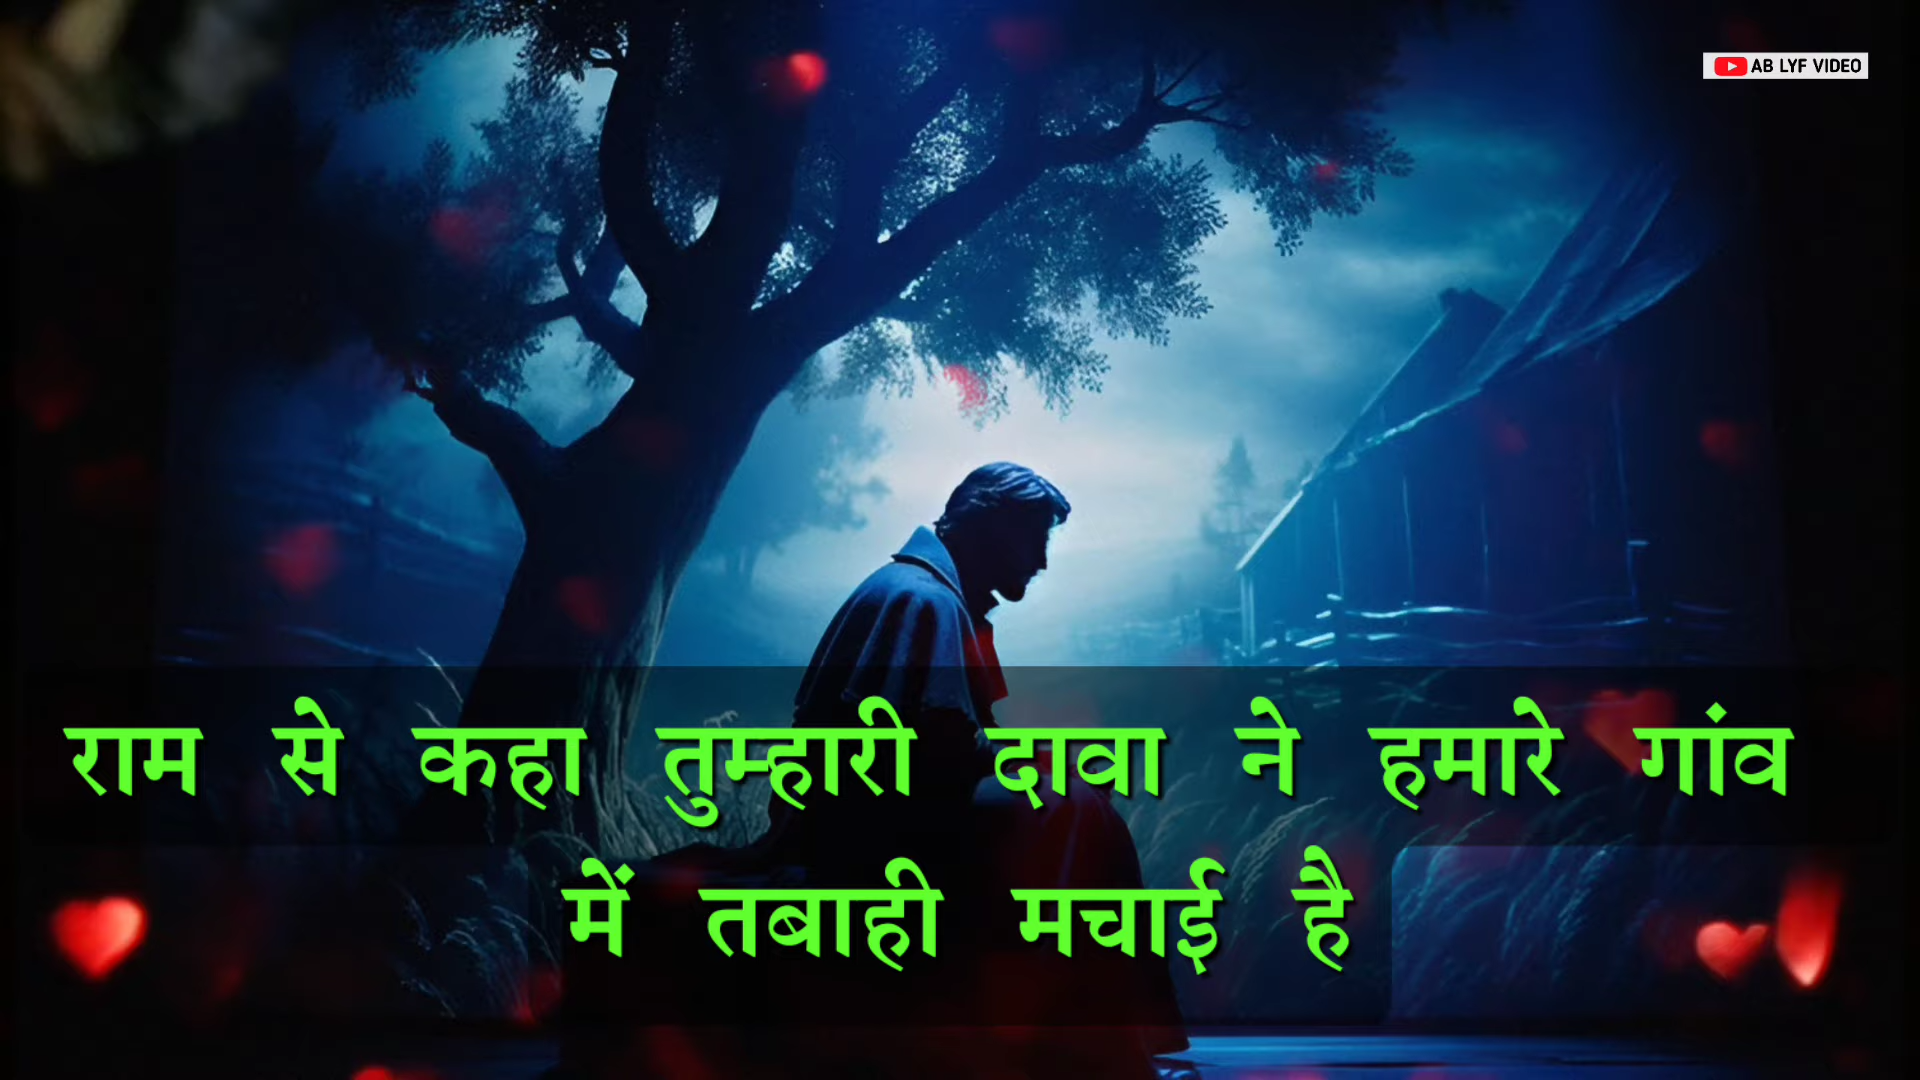 AB LYF VIDEO
राम से कहा तुम्हारी दावा ने हमारे गांव
में तबाही मचाई है